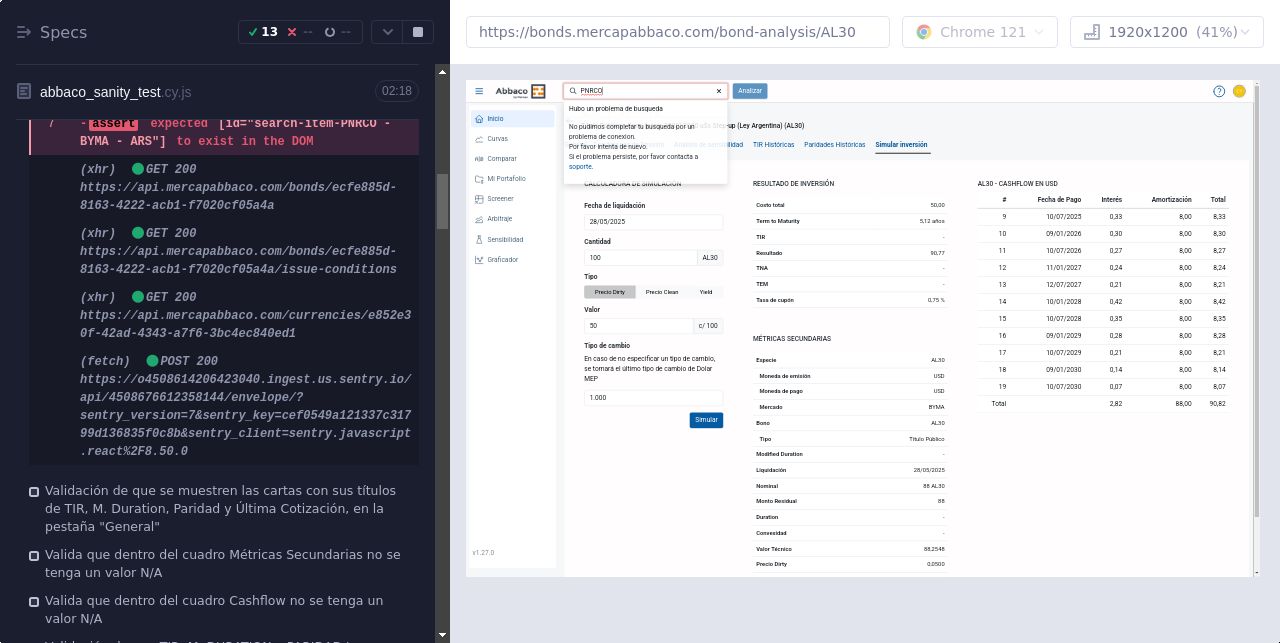 Specs
13
--
--
https://bonds.mercapabbaco.com/bond-analysis/AL30
Chrome 121
1920x1200 (41%)
abbaco_sanity_test.cy.js
02:18
7 -assert expected [id="search-item-PNRCO -
BYMA - ARS"] to exist in the DOM
(xhr) GET 200
https://api.mercapabbaco.com/bonds/ecfe885d-
8163-4222-acb1-f7020cf05a4a
(xhr) GET 200
https://api.mercapabbaco.com/bonds/ecfe885d-
8163-4222-acb1-f7020cf05a4a/issue-conditions
(xhr) GET 200
https://api.mercapabbaco.com/currencies/e852e3
0f-42ad-4343-a7f6-3bc4ec840ed1
(fetch) POST 200
https://o4508614206423040.ingest.us.sentry.io/
api/4508676612358144/envelope/?
sentry_version=7&sentry_key=cef0549a121337c317
99d136835f0c8b&sentry_client=sentry.javascript
.react%2F8.50.0
Validación de que se muestren las cartas con sus títulos
de TIR, M. Duration, Paridad y Última Cotización, en la
pestaña "General"
Valida que dentro del cuadro Métricas Secundarias no se
tenga un valor N/A
Valida que dentro del cuadro Cashflow no se tenga un
valor N/A
Abbaco
PNRCO
Analizar
Inicio
Curvas
Comparar
Mi Portafolio
Screener
Arbitraje
Sensibilidad
Graficador
v1.27.0
Hubo un problema de busqueda
No pudimos completar tu busqueda por un
problema de conexión.
Por favor intenta de nuevo.
Si el problema persiste, por favor contacta a
soporte.
(Ley Argentina) (AL30)
TIR Históricas
Paridades Históricas
Simular inversión
CALCULADORA DE SIMULACIÓN
Fecha de liquidación
28/05/2025
Cantidad
100 AL30
Tipo
Precio Dirty Precio Clean Yield
Valor
50 c/ 100
Tipo de cambio
En caso de no especificar un tipo de cambio,
se tomará el último tipo de cambio de Dolar
MEP
1.000
Simular
RESULTADO DE INVERSIÓN
Costo total 50,00
Term to Maturity 5,12 años
TIR -
Resultado 90,77
TNA -
TEM -
Tasa de cupón 0,75 %
MÉTRICAS SECUNDARIAS
Especie AL30
Moneda de emisión USD
Moneda de pago USD
Mercado BYMA
Bono AL30
Tipo Título Público
Modified Duration -
Liquidación 28/05/2025
Nominal 88 AL30
Monto Residual 88
Duration -
Convexidad -
Valor Técnico 88,2548
Precio Dirty 0,0500
AL30 - CASHFLOW EN USD
# Fecha de Pago Interés Amortización Total
9 10/07/2025 0,33 8,00 8,33
10 09/01/2026 0,30 8,00 8,30
11 10/07/2026 0,27 8,00 8,27
12 11/01/2027 0,24 8,00 8,24
13 12/07/2027 0,21 8,00 8,21
14 10/01/2028 0,42 8,00 8,42
15 10/07/2028 0,35 8,00 8,35
16 09/01/2029 0,28 8,00 8,28
17 10/07/2029 0,21 8,00 8,21
18 09/01/2030 0,14 8,00 8,14
19 10/07/2030 0,07 8,00 8,07
Total 2,82 88,00 90,82